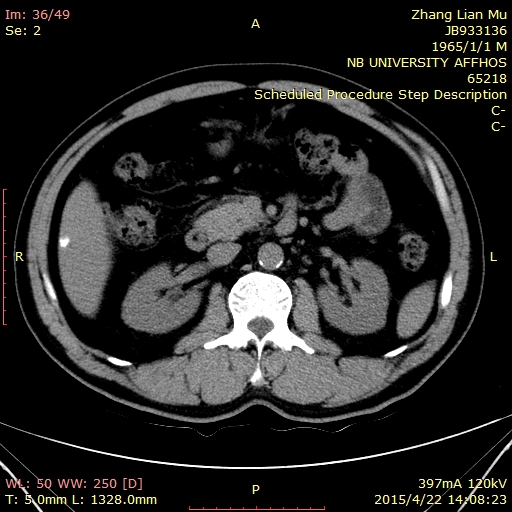 Im: 36/49
Se: 2
A
Zhang Lian Mu
JB933136
1965/1/1 M
NB UNIVERSITY AFFHOS
65218
Scheduled Procedure Step Description
C-
C-
R
L
WL: 50 WW: 250 [D]
T: 5.0mm L: 1328.0mm
P
397mA 120kV
2015/4/22 14:08:23